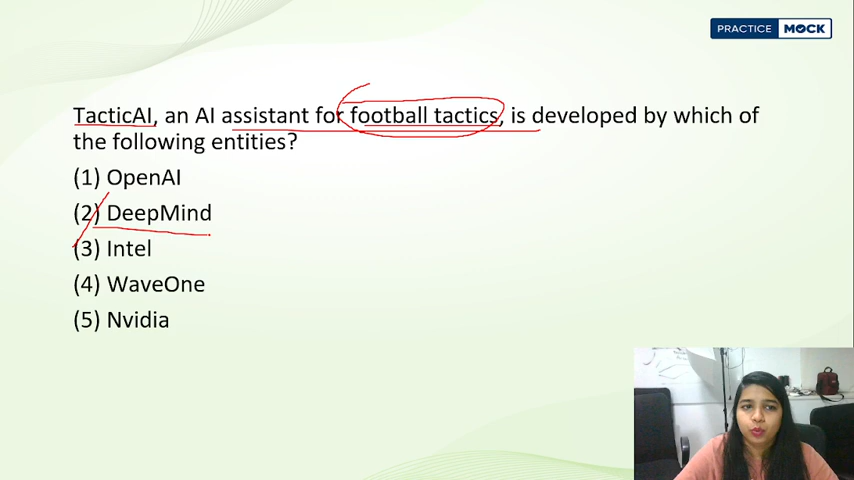 PRACTICE MOCK
TacticAI, an AI assistant for football tactics, is developed by which of
the following entities?
(1) OpenAI
(2) DeepMind
(3) Intel
(4) WaveOne
(5) Nvidia